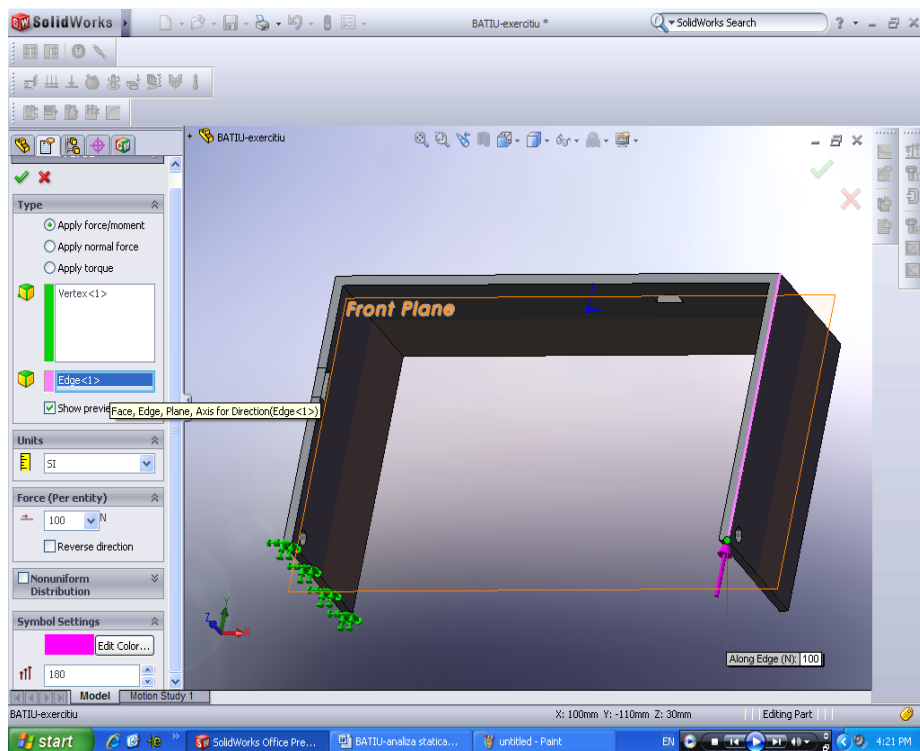 SolidWorks
BATIU-exercitiu *
SolidWorks Search
?
BATIU-exercitiu
Type
Apply force/moment
Apply normal force
Apply torque
Vertex<1>
Edge<1>
Show previe
Face, Edge, Plane, Axis for Direction(Edge<1>)
Units
SI
Force (Per entity)
100 N
Reverse direction
Nonuniform
Distribution
Symbol Settings
Edit Color...
180
Front Plane
Y
Z X
Along Edge (N): 100
Model Motion Study 1
BATIU-exercitiu X: 100mm Y: -110mm Z: 30mm Editing Part
start SolidWorks Office Pre... BATIU-analiza statica... untitled - Paint EN 4:21 PM